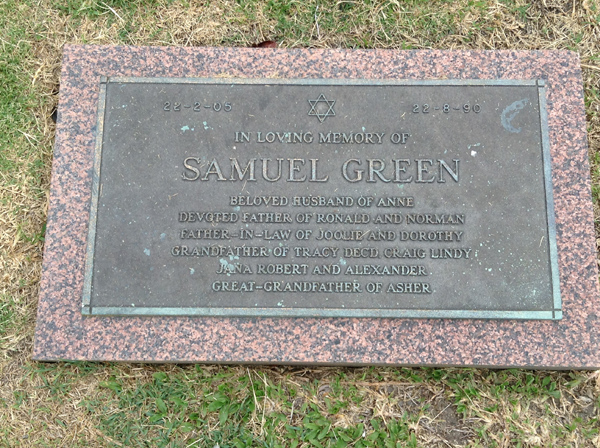 22-2-05 22-8-90
IN LOVING MEMORY OF
SAMUEL GREEN
BELOVED HUSBAND OF ANNE
DEVOTED FATHER OF RONALD AND NORMAN
FATHER-IN-LAW OF JOOLIE AND DOROTHY
GRANDFATHER OF TRACY DECD, CRAIG LINDY
JANA ROBERT AND ALEXANDER
GREAT-GRANDFATHER OF ASHER